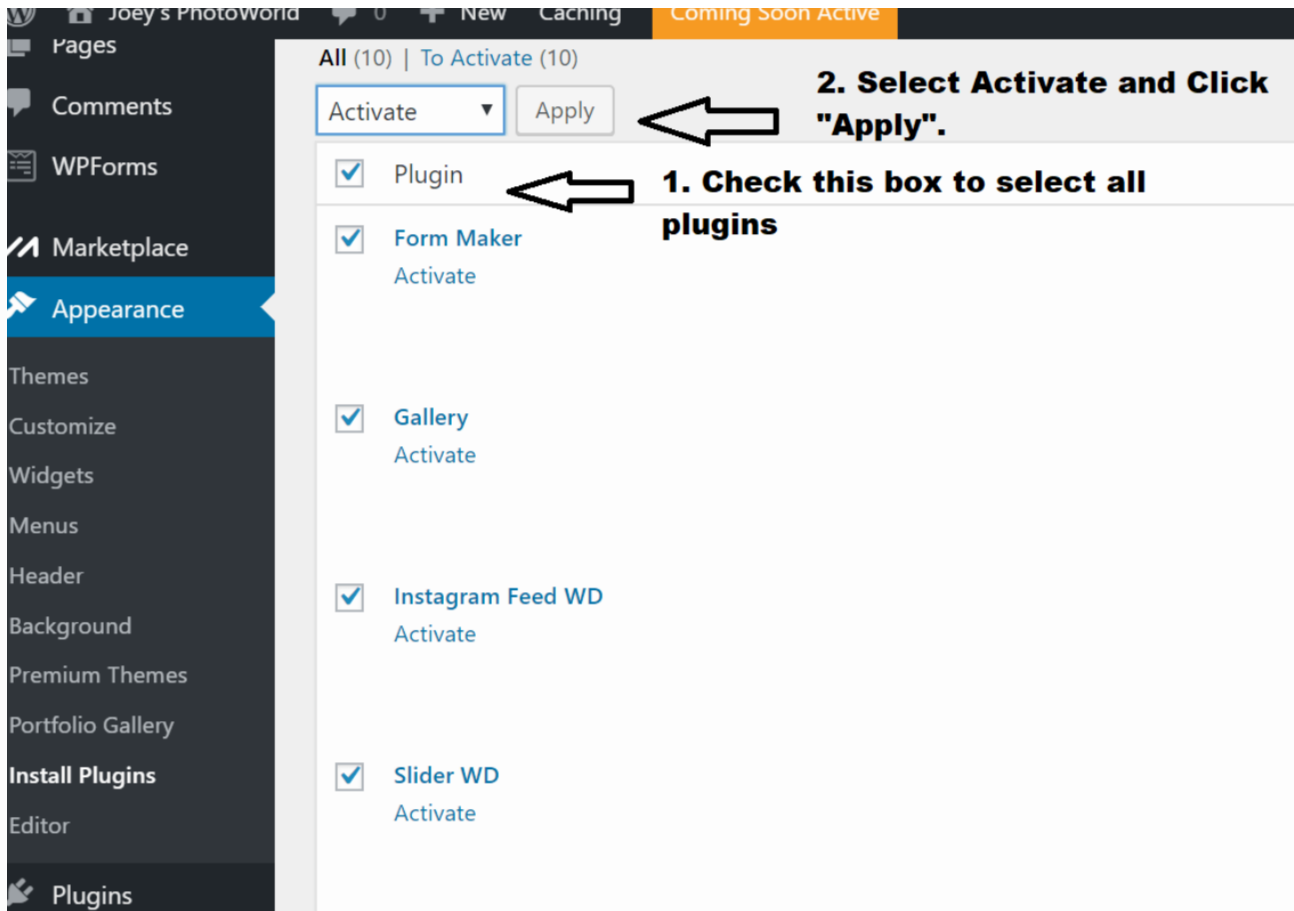 Joey's PhotoWorld 0 New Caching Coming Soon Active
Pages
Comments
WPForms
Marketplace
Appearance
Themes
Customize
Widgets
Menus
Header
Background
Premium Themes
Portfolio Gallery
Install Plugins
Editor
Plugins
All (10) | To Activate (10)
Activate Apply
2. Select Activate and Click
"Apply".
Plugin
1. Check this box to select all
plugins
Form Maker
Activate
Gallery
Activate
Instagram Feed WD
Activate
Slider WD
Activate